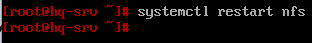 [root@hq-srv ~]# systemctl restart nfs
[root@hq-srv ~]#